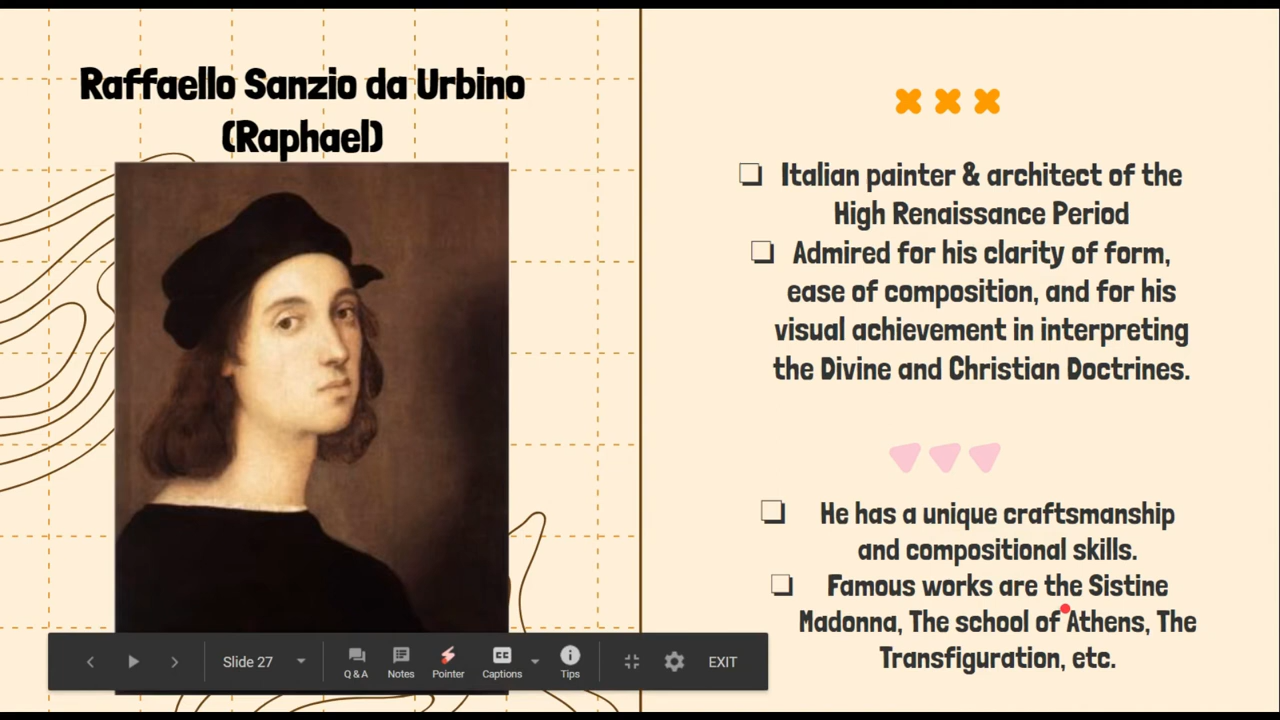 Raffaello Sanzio da Urbino
(Raphael)
Italian painter & architect of the
High Renaissance Period
Admired for his clarity of form,
ease of composition, and for his
visual achievement in interpreting
the Divine and Christian Doctrines.
He has a unique craftsmanship
and compositional skills.
Famous works are the Sistine
Madonna, The school of Athens, The
Transfiguration, etc.
Slide 27
Q & A
Notes
Pointer
CC
Captions
Tips
EXIT